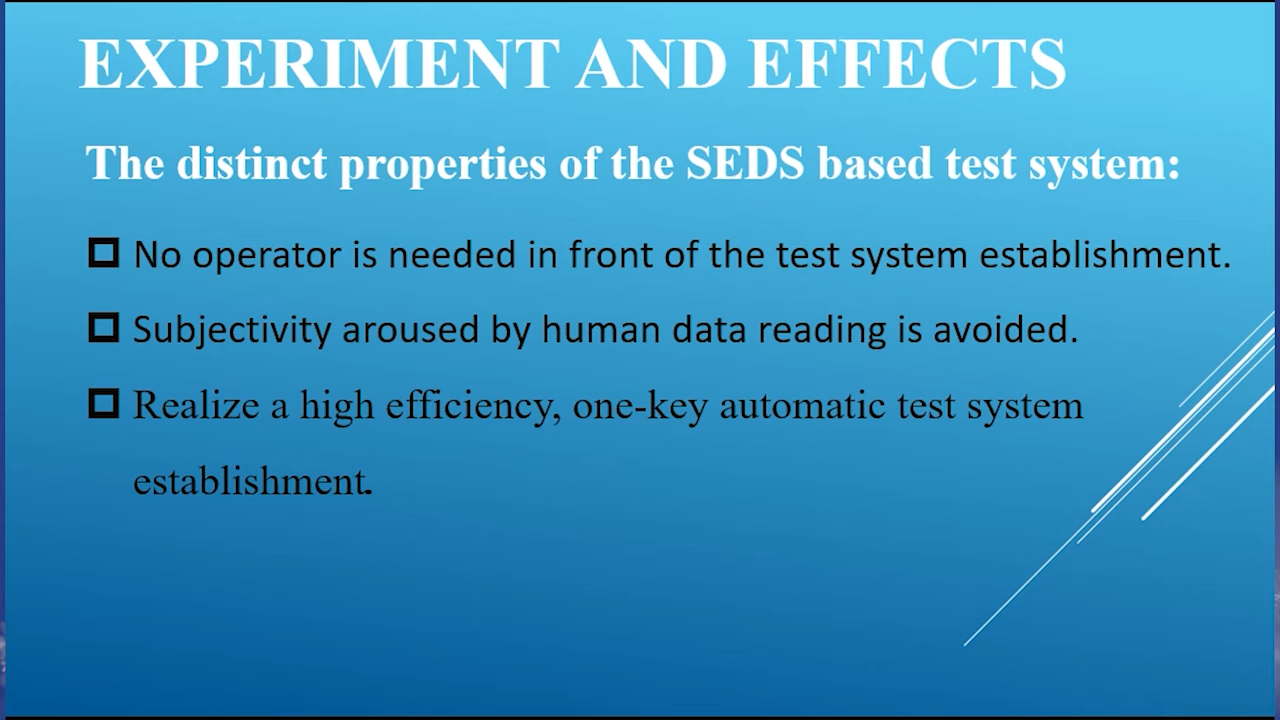 EXPERIMENT AND EFFECTS
The distinct properties of the SEDS based test system:
No operator is needed in front of the test system establishment.
Subjectivity aroused by human data reading is avoided.
Realize a high efficiency, one-key automatic test system
establishment.